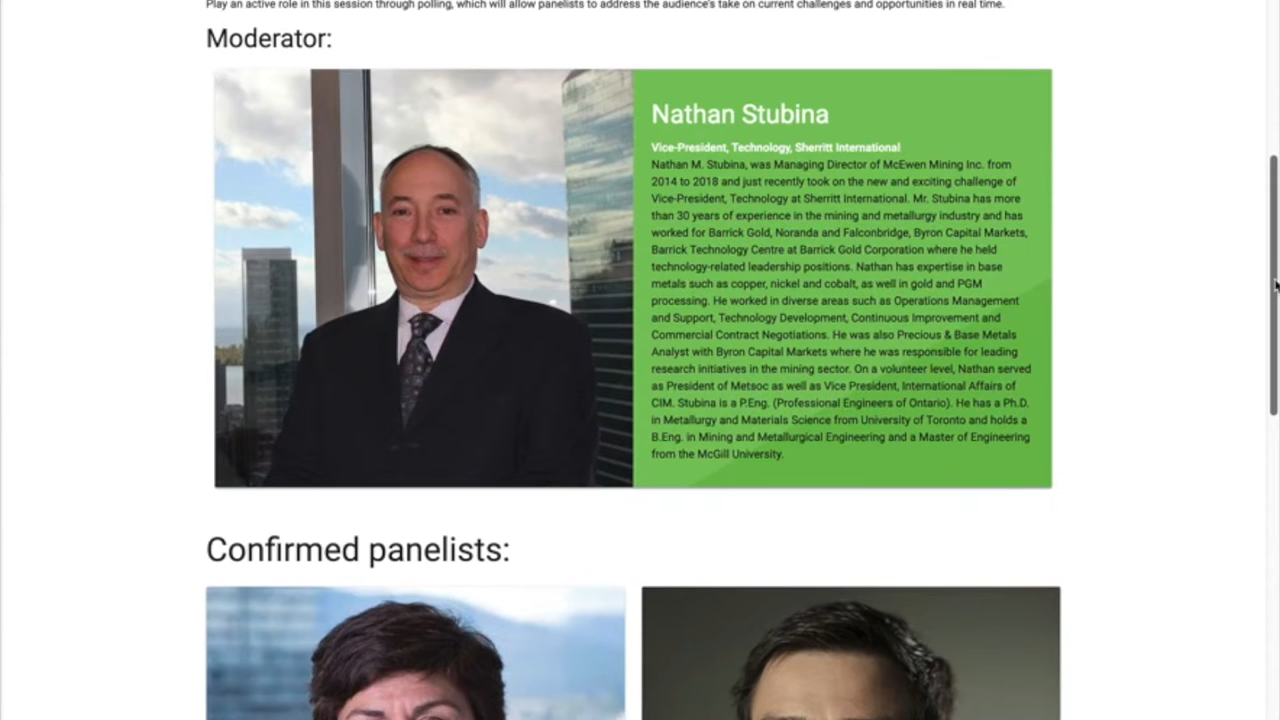 Play an active role in this session through polling, which will allow panelists to address the audience's take on current challenges and opportunities in real time.
Moderator:
Nathan Stubina
Vice-President, Technology, Sherritt International
Nathan M. Stubina, was Managing Director of McEwen Mining Inc. from
2014 to 2018 and just recently took on the new and exciting challenge of
Vice-President, Technology at Sherritt International. Mr. Stubina has more
than 30 years of experience in the mining and metallurgy industry and has
worked for Barrick Gold, Noranda and Falconbridge, Byron Capital Markets,
Barrick Technology Centre at Barrick Gold Corporation where he held
technology-related leadership positions. Nathan has expertise in base
metals such as copper, nickel and cobalt, as well in gold and PGM
processing. He worked in diverse areas such as Operations Management
and Support, Technology Development, Continuous Improvement and
Commercial Contract Negotiations. He was also Precious & Base Metals
Analyst with Byron Capital Markets where he was responsible for leading
research initiatives in the mining sector. On a volunteer level, Nathan served
as President of Metsoc as well as Vice President, International Affairs of
CIM. Stubina is a P.Eng. (Professional Engineers of Ontario). He has a Ph.D.
in Metallurgy and Materials Science from University of Toronto and holds a
B.Eng. in Mining and Metallurgical Engineering and a Master of Engineering
from the McGill University.
Confirmed panelists: